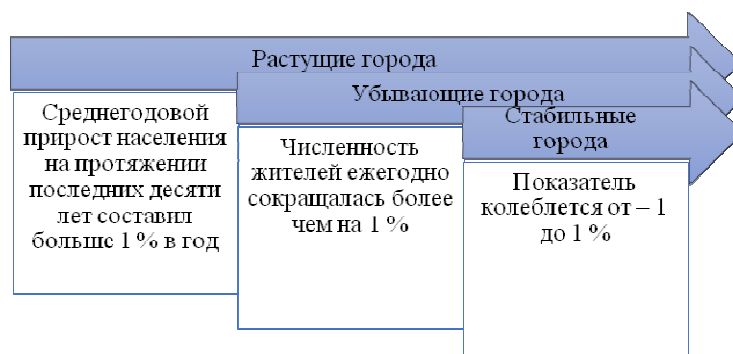 Растущие города
Среднегодовой
прирост населения
на протяжении
последних десяти
лет составил
больше 1 % в год
Убывающие города
Численность
жителей ежегодно
сокращалась более
чем на 1 %
Стабильные
города
Показатель
колеблется от – 1
до 1 %